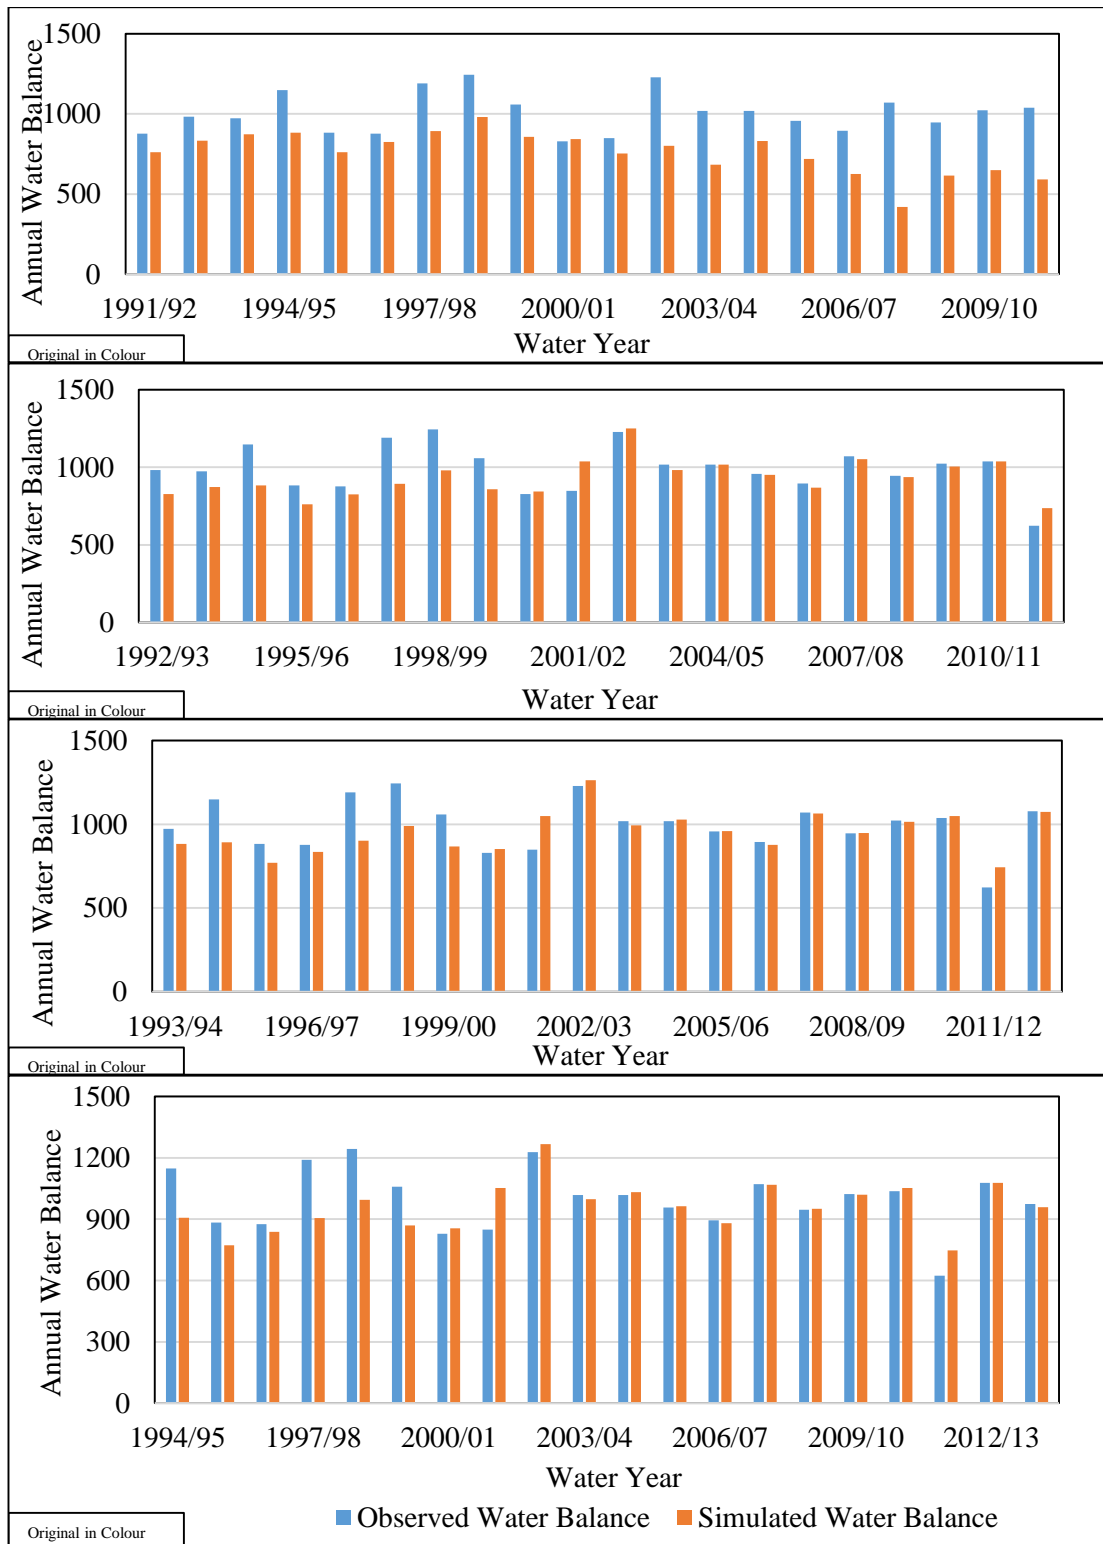 Annual Water Balance
1500
1000
500
0
1991/92 1994/95 1997/98 2000/01 2003/04 2006/07 2009/10
Water Year
Original in Colour
Annual Water Balance
1500
1000
500
0
1992/93 1995/96 1998/99 2001/02 2004/05 2007/08 2010/11
Water Year
Original in Colour
Annual Water Balance
1500
1000
500
0
1993/94 1996/97 1999/00 2002/03 2005/06 2008/09 2011/12
Water Year
Original in Colour
Annual Water Balance
1500
1200
900
600
300
0
1994/95 1997/98 2000/01 2003/04 2006/07 2009/10 2012/13
Water Year
Observed Water Balance Simulated Water Balance
Original in Colour